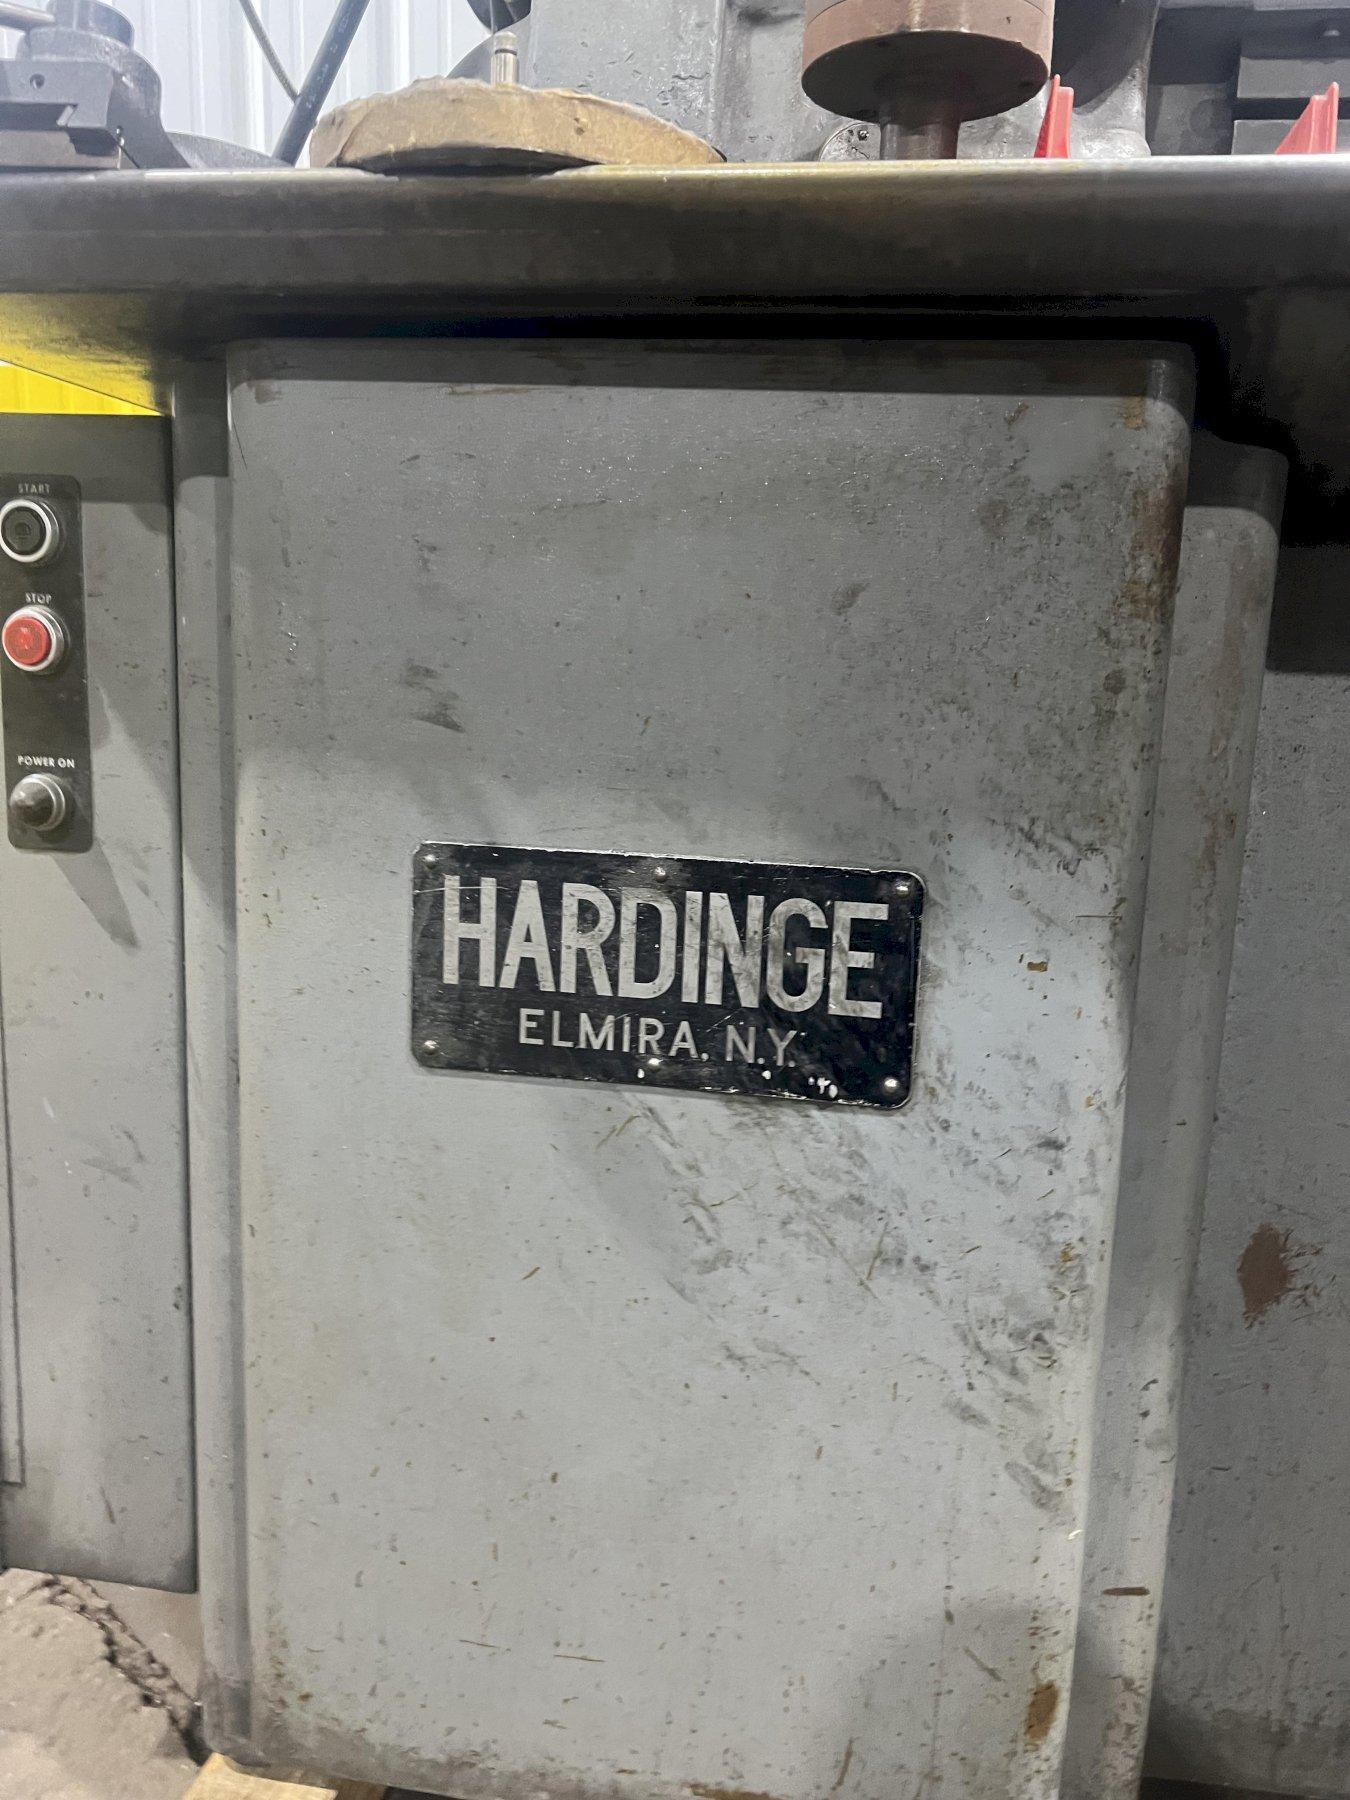 START
STOP
POWER ON
HARDINGE
ELMIRA, N.Y.